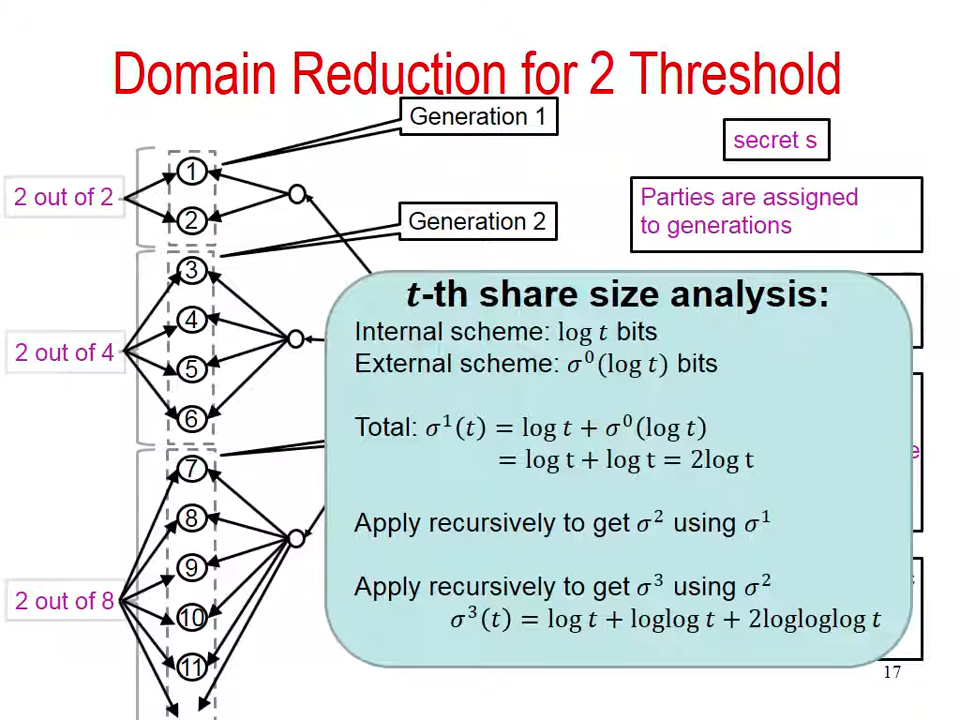 Domain Reduction for 2 Threshold
Generation 1
secret s
1
2 out of 2
Parties are assigned
to generations
2
Generation 2
3
4
2 out of 4
5
6
7
8
9
2 out of 8
10
11
t-th share size analysis:
Internal scheme: log t bits
External scheme: σ⁰(log t) bits
Total: σ¹(t) = log t + σ⁰(log t)
= log t + log t = 2log t
Apply recursively to get σ² using σ¹
Apply recursively to get σ³ using σ²
σ³(t) = log t + loglog t + 2logloglog t
17